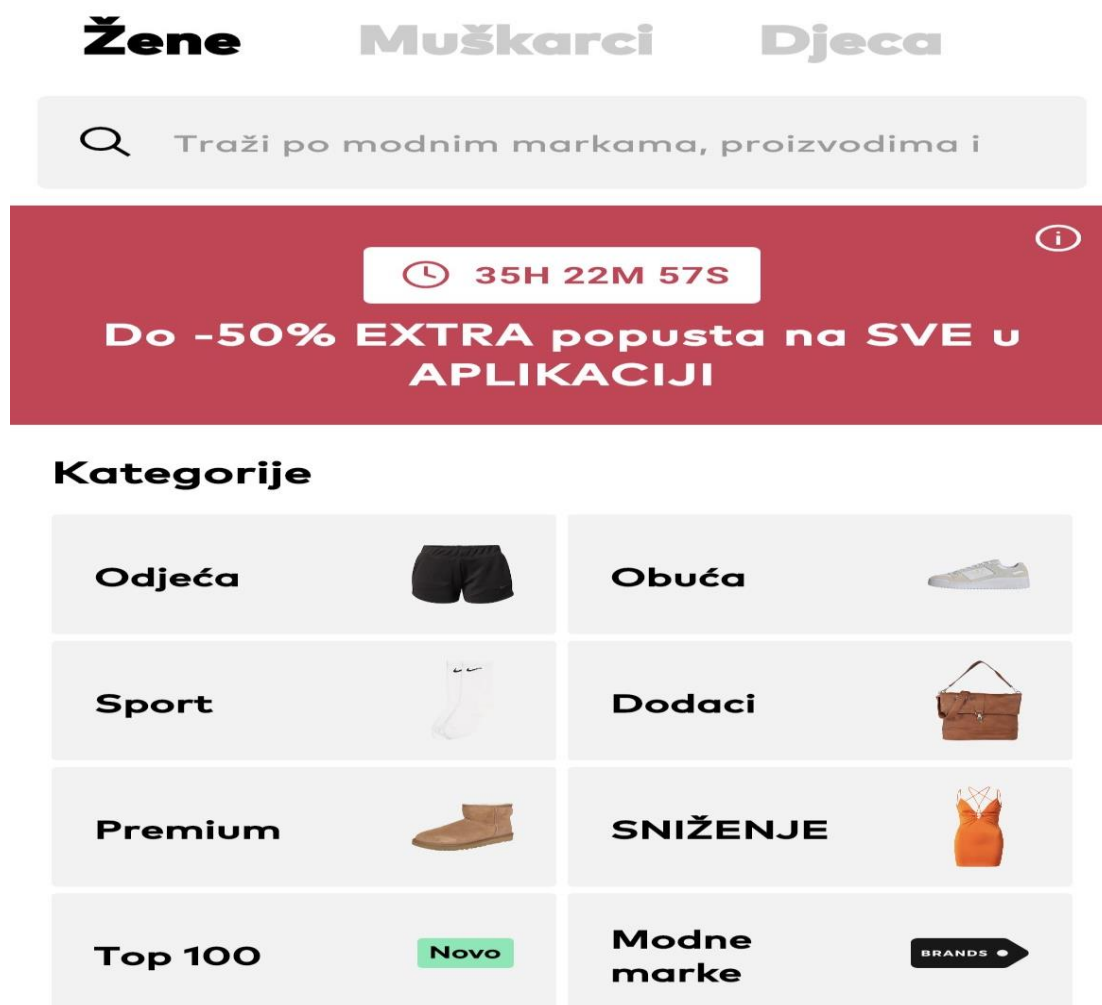 Žene Muškarci Djeca
Traži po modnim markama, proizvodima i
35H 22M 57S
Do -50% EXTRA popusta na SVE u
APLIKACIJI
Kategorije
Odjeća
Obuća
Sport
Dodaci
Premium
SNIŽENJE
Top 100
Novo
Modne
marke
BRANDS